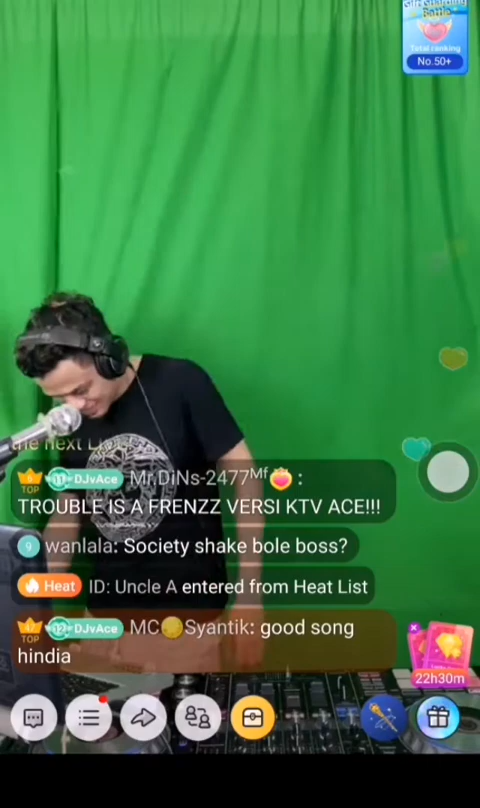 Total ranking
No.50+
the next
TOP 11 DJvAce Mr.DiNs-2477ᴹᶠ :
TROUBLE IS A FRENZZ VERSI KTV ACE!!!
9 wanlala: Society shake bole boss?
Heat ID: Uncle A entered from Heat List
TOP 12 DJvAce MC Syantik: good song
hindia
22h30m